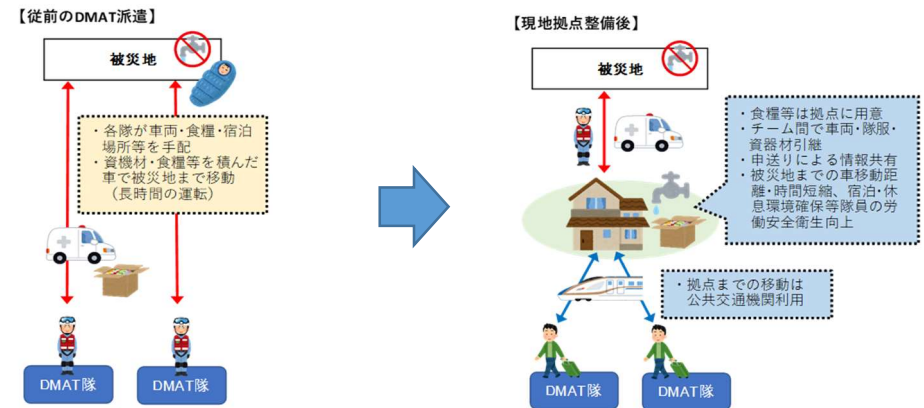 【従前のDMAT派遣】
被災地
・各隊が車両・食糧・宿泊
場所等を手配
・資機材・食糧等を積んだ
車で被災地まで移動
（長時間の運転）
DMAT隊
DMAT隊
【現地拠点整備後】
被災地
・食糧等は拠点に用意
・チーム間で車両・隊服・
資器材引継
・申送りによる情報共有
・被災地までの車移動距
離・時間短縮、宿泊・休
息環境確保等隊員の労
働安全衛生向上
・拠点までの移動は
公共交通機関利用
DMAT隊
DMAT隊